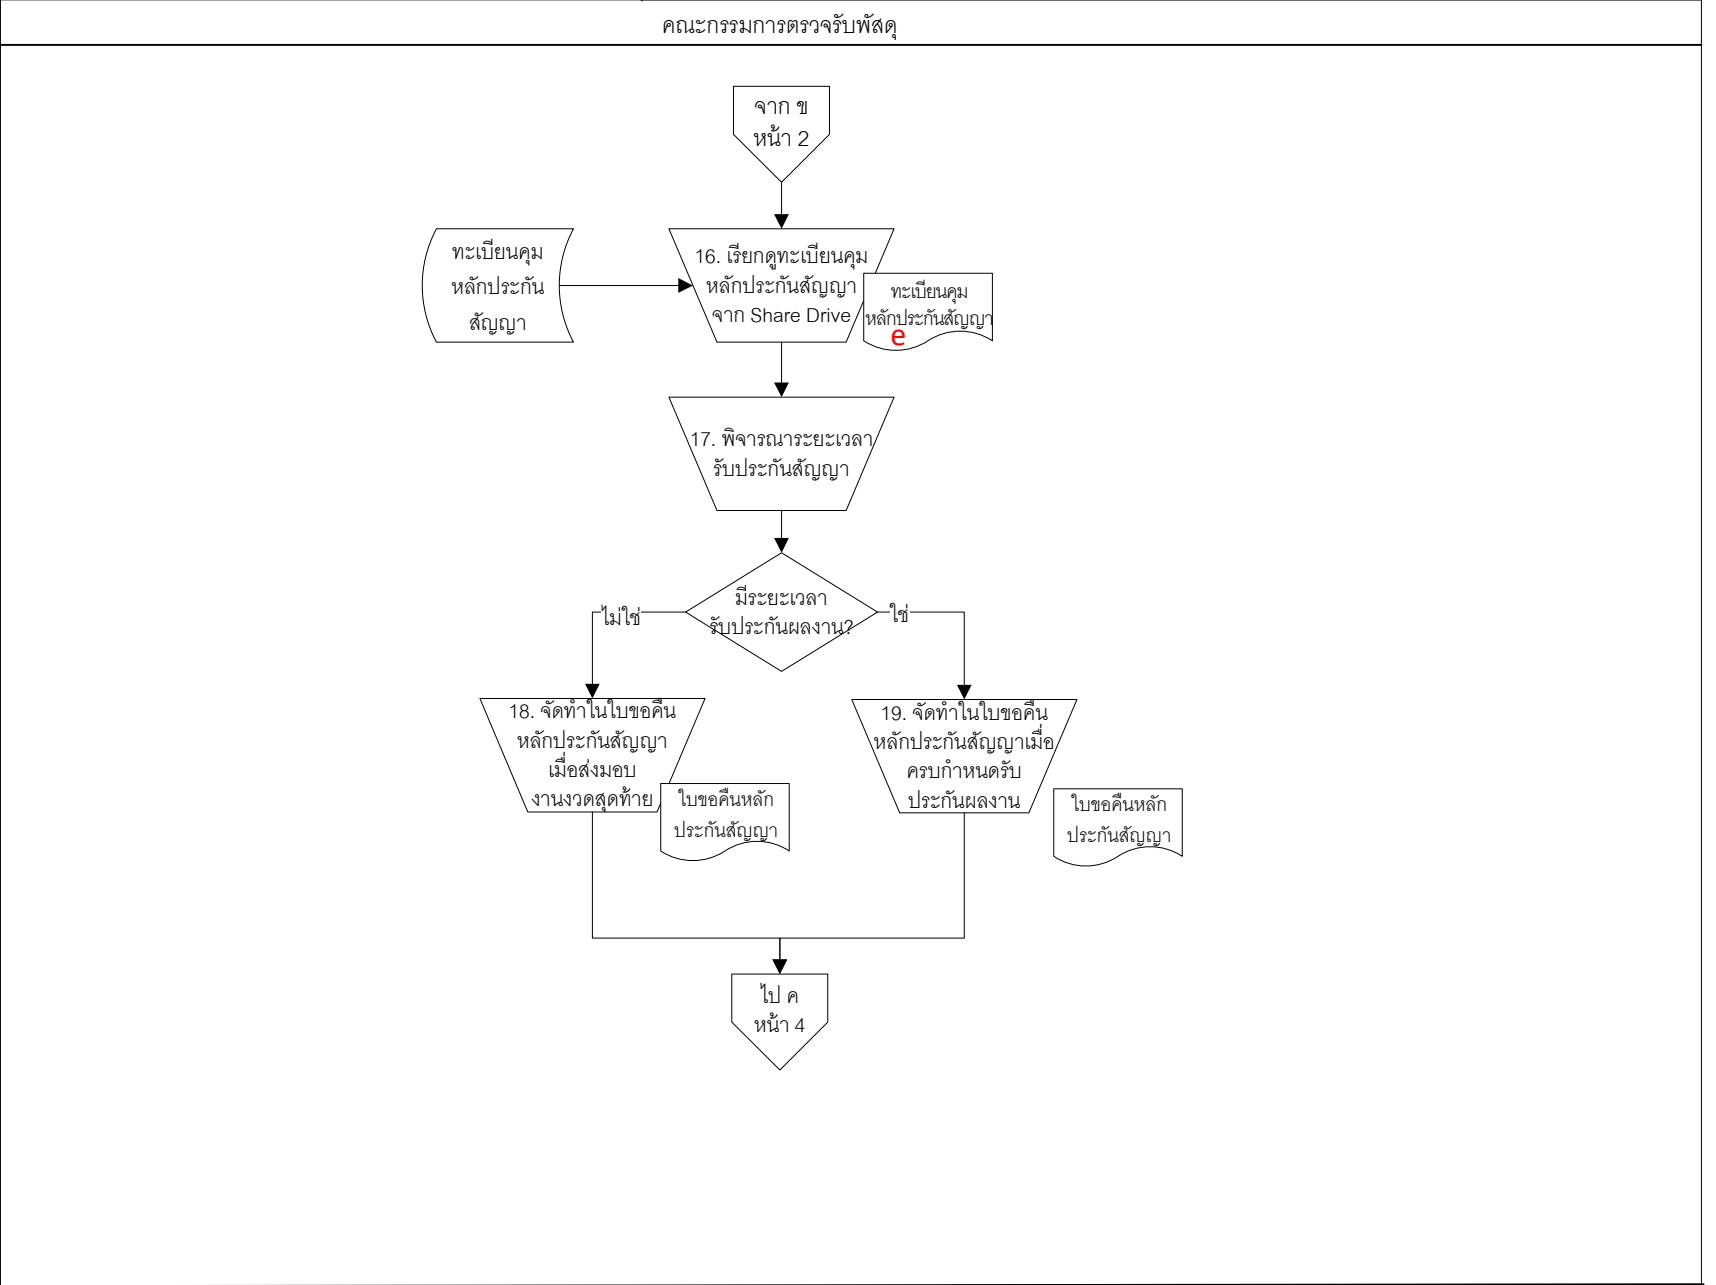 คณะกรรมการตรวจรับพัสดุ
จาก ข
หน้า 2
ทะเบียนคุม
หลักประกัน
สัญญา
16. เรียกดูทะเบียนคุม
หลักประกันสัญญา
จาก Share Drive
ทะเบียนคุม
หลักประกันสัญญา
e
17. พิจารณาระยะเวลา
รับประกันสัญญา
มีระยะเวลา
รับประกันผลงาน?
ไม่ใช่
ใช่
18. จัดทำในใบขอคืน
หลักประกันสัญญา
เมื่อส่งมอบ
งานงวดสุดท้าย
ใบขอคืนหลัก
ประกันสัญญา
19. จัดทำในใบขอคืน
หลักประกันสัญญาเมื่อ
ครบกำหนดรับ
ประกันผลงาน
ใบขอคืนหลัก
ประกันสัญญา
ไป ค
หน้า 4